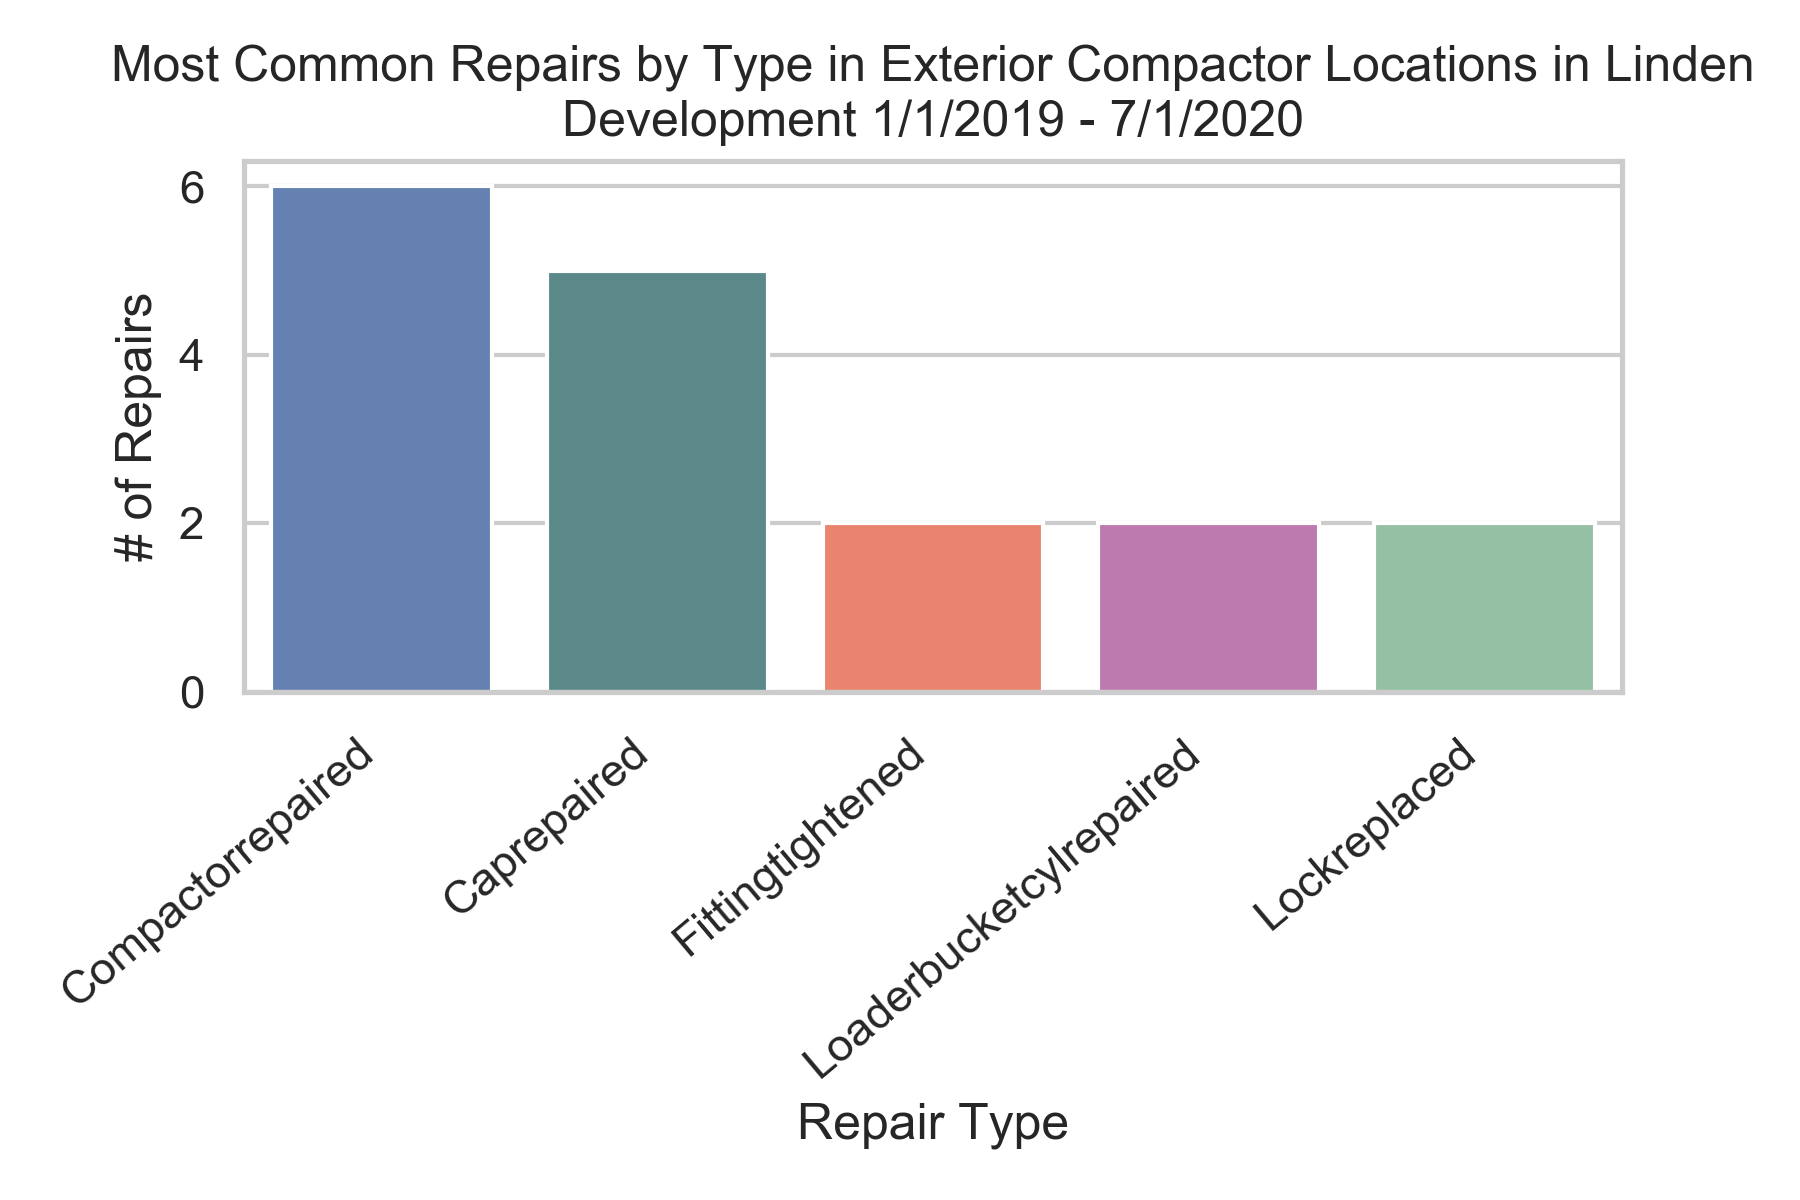 Most Common Repairs by Type in Exterior Compactor Locations in Linden
Development 1/1/2019 - 7/1/2020
# of Repairs
6
4
2
0
Compactorrepaired
Caprepaired
Fittingtightened
Loaderbucketcylrepaired
Lockreplaced
Repair Type